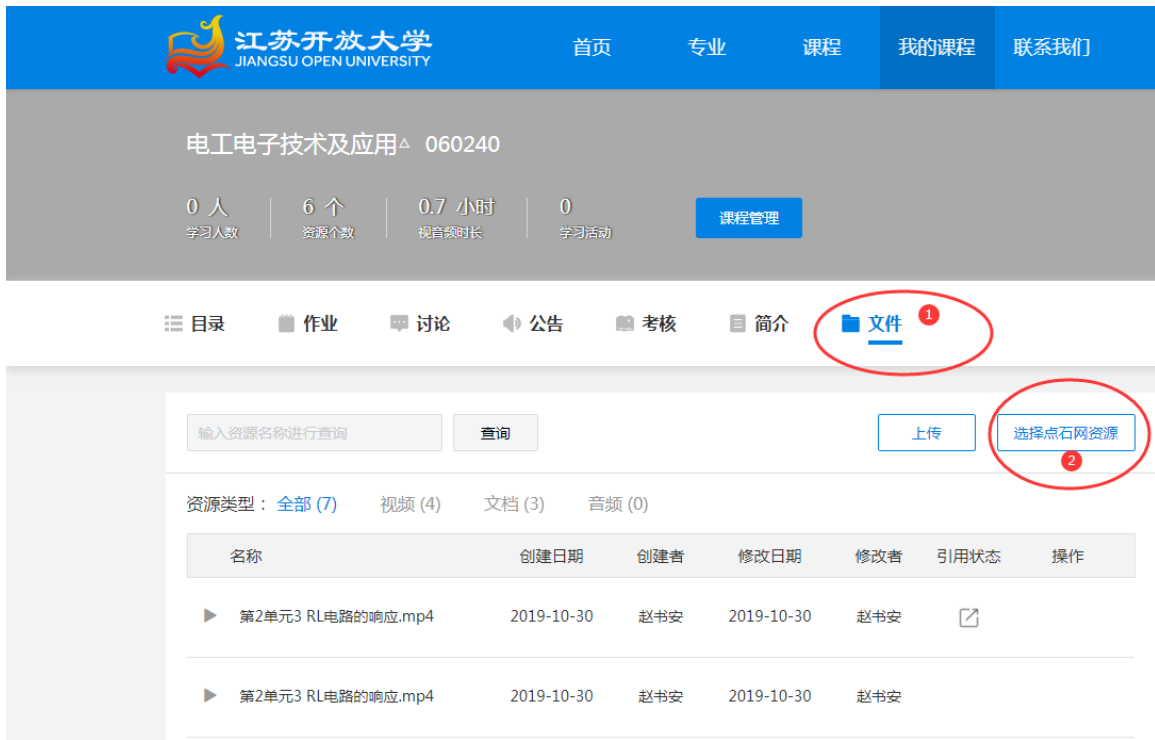 江苏开放大学
JIANGSU OPEN UNIVERSITY
首页 专业 课程 我的课程 联系我们
电工电子技术及应用△ 060240
0 人 6 个 0.7 小时 0
学习人数 资源个数 视音频时长 学习活动
课程管理
目录 作业 讨论 公告 考核 简介 文件 1
输入资源名称进行查询 查询 上传 选择点石网资源
2
资源类型： 全部 (7) 视频 (4) 文档 (3) 音频 (0)
名称 创建日期 创建者 修改日期 修改者 引用状态 操作
第2单元3 RL电路的响应.mp4 2019-10-30 赵书安 2019-10-30 赵书安
第2单元3 RL电路的响应.mp4 2019-10-30 赵书安 2019-10-30 赵书安